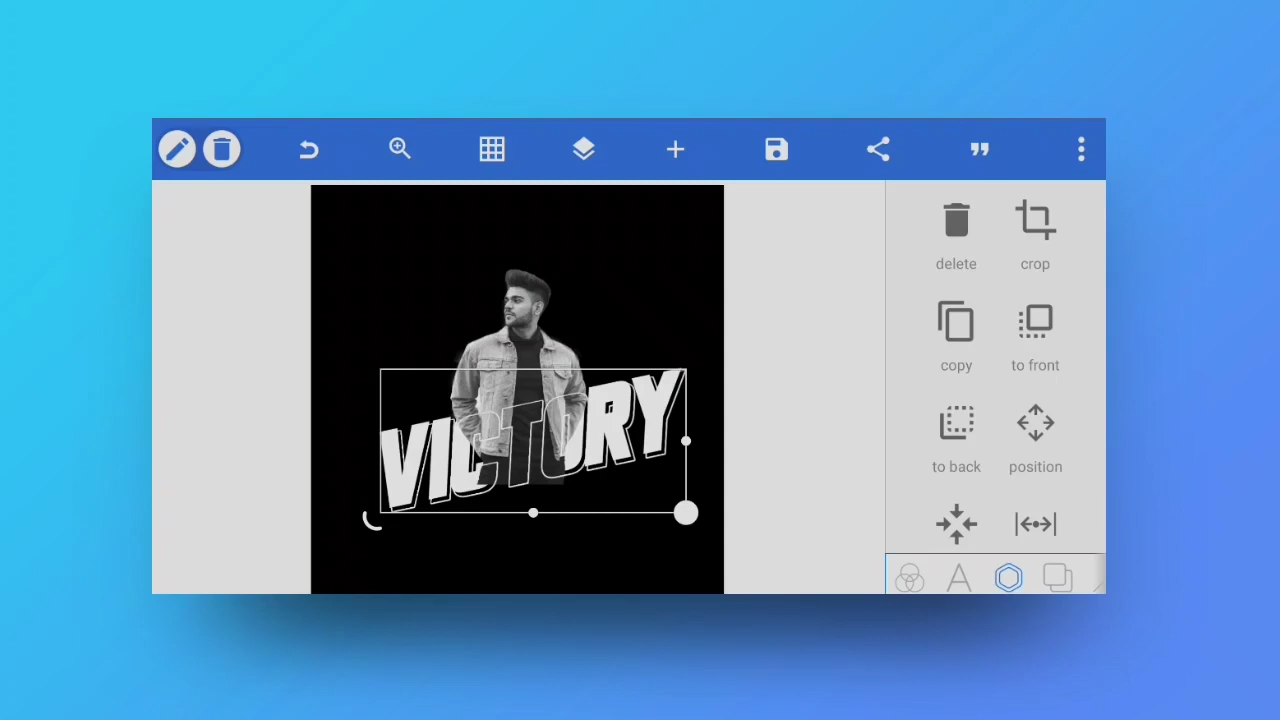 delete
crop
VICTORY
copy
to front
to back
position